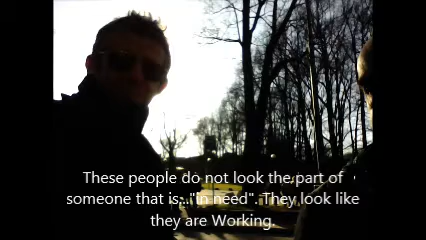 These people do not look the part of
someone that is..."in need". They look like
they are Working.